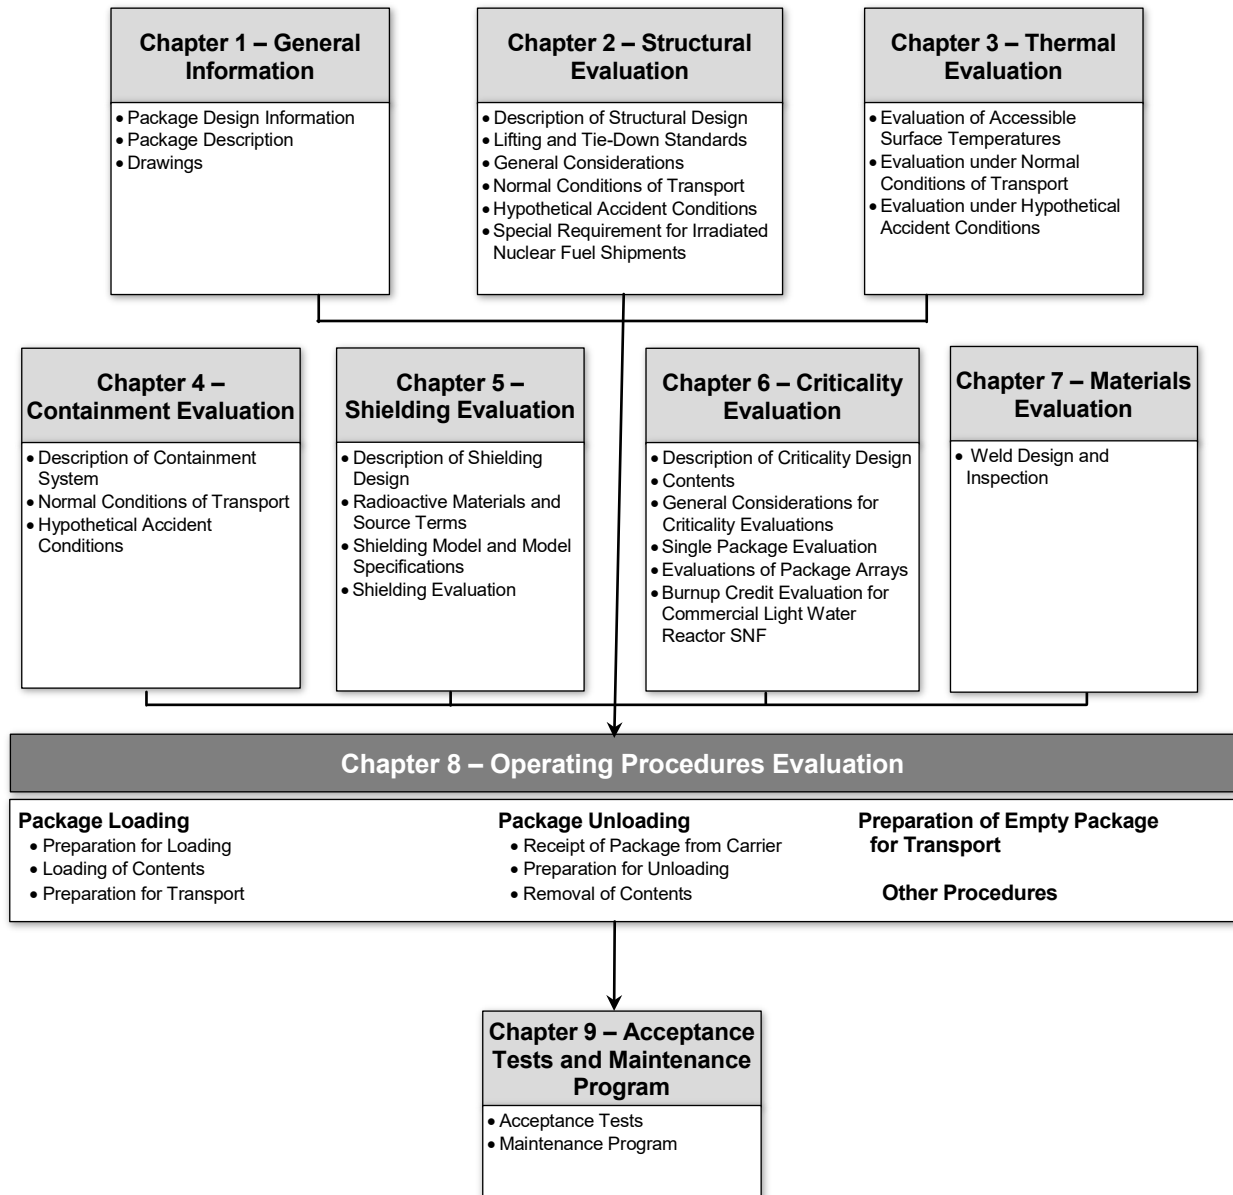 Chapter 1 – General
Information
• Package Design Information
• Package Description
• Drawings
Chapter 2 – Structural
Evaluation
• Description of Structural Design
• Lifting and Tie-Down Standards
• General Considerations
• Normal Conditions of Transport
• Hypothetical Accident Conditions
• Special Requirement for Irradiated
Nuclear Fuel Shipments
Chapter 3 – Thermal
Evaluation
• Evaluation of Accessible
Surface Temperatures
• Evaluation under Normal
Conditions of Transport
• Evaluation under Hypothetical
Accident Conditions
Chapter 4 –
Containment Evaluation
• Description of Containment
System
• Normal Conditions of Transport
• Hypothetical Accident
Conditions
Chapter 5 –
Shielding Evaluation
• Description of Shielding
Design
• Radioactive Materials and
Source Terms
• Shielding Model and Model
Specifications
• Shielding Evaluation
Chapter 6 – Criticality
Evaluation
• Description of Criticality Design
• Contents
• General Considerations for
Criticality Evaluations
• Single Package Evaluation
• Evaluations of Package Arrays
• Burnup Credit Evaluation for
Commercial Light Water
Reactor SNF
Chapter 7 – Materials
Evaluation
• Weld Design and
Inspection
Chapter 8 – Operating Procedures Evaluation
Package Loading
• Preparation for Loading
• Loading of Contents
• Preparation for Transport
Package Unloading
• Receipt of Package from Carrier
• Preparation for Unloading
• Removal of Contents
Preparation of Empty Package
for Transport
Other Procedures
Chapter 9 – Acceptance
Tests and Maintenance
Program
• Acceptance Tests
• Maintenance Program